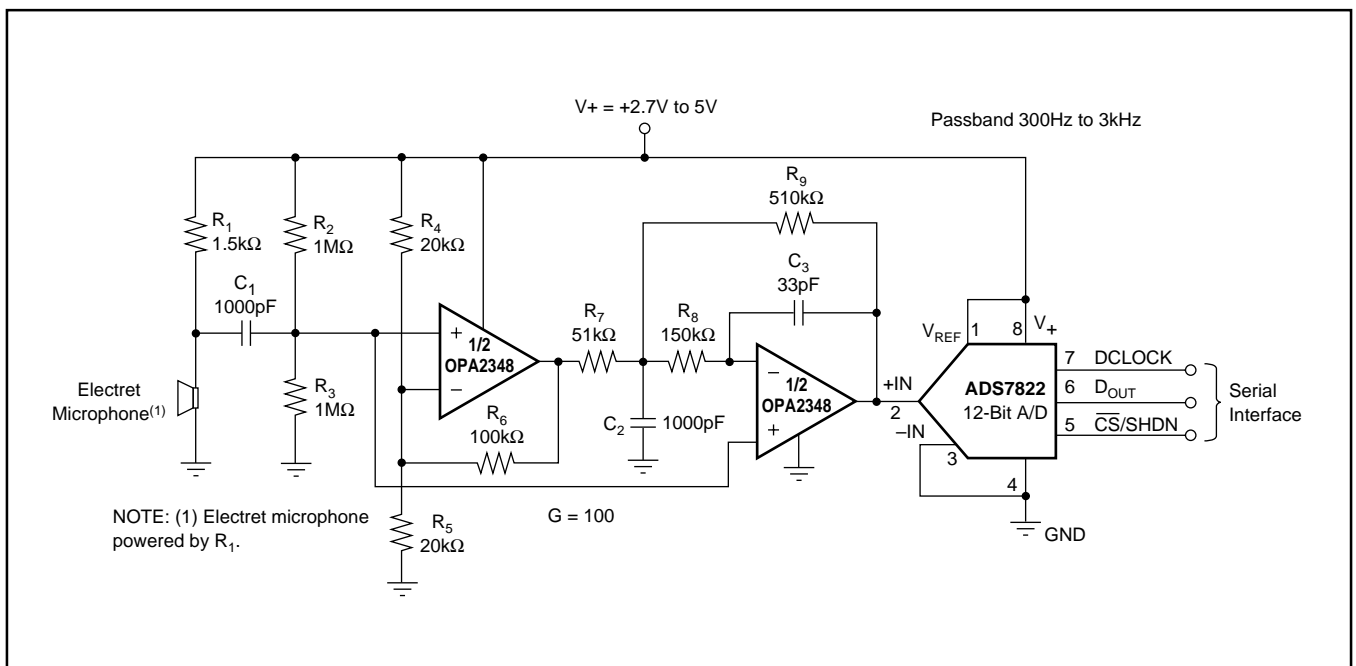 V+ = +2.7V to 5V
Passband 300Hz to 3kHz
R9
510kΩ
R1
1.5kΩ
R2
1MΩ
R4
20kΩ
C3
33pF
C1
1000pF
R7
51kΩ
R8
150kΩ
VREF
1
8
V+
+
1/2
OPA2348
−
−
1/2
OPA2348
+
7
DCLOCK
+IN
2
ADS7822
12-Bit A/D
6
DOUT
Serial
Interface
Electret
Microphone(1)
R3
1MΩ
R6
100kΩ
C2
1000pF
–IN
3
5
CS/SHDN
4
NOTE: (1) Electret microphone
powered by R1.
R5
20kΩ
G = 100
GND